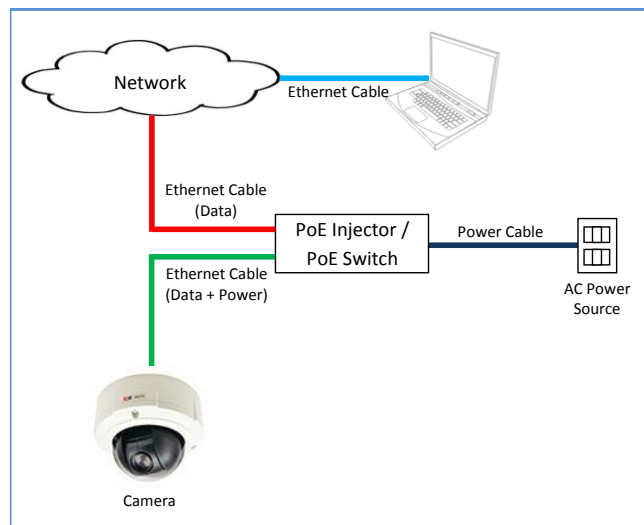 Network
Ethernet Cable
Ethernet Cable
(Data)
PoE Injector /
PoE Switch
Power Cable
Ethernet Cable
(Data + Power)
AC Power
Source
Camera